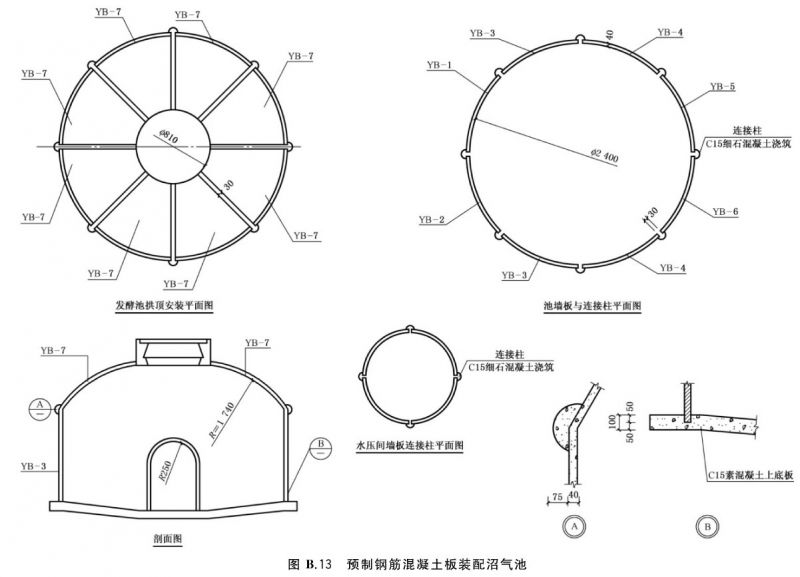 YB-7
YB-7
YB-7
YB-7
YB-7
YB-7
YB-7
YB-7
φ810
30
发酵池拱顶安装平面图
YB-3
YB-4
40
YB-1
YB-5
连接柱
C15细石混凝土浇筑
φ2 400
YB-2
YB-6
30
YB-3
YB-4
池墙板与连接柱平面图
YB-7
YB-7
A
R=1 740
B
YB-3
R250
剖面图
连接柱
C15细石混凝土浇筑
水压间墙板连接柱平面图
75
40
A
100
50
50
C15素混凝土上底板
B
图 B.13 预制钢筋混凝土板装配沼气池